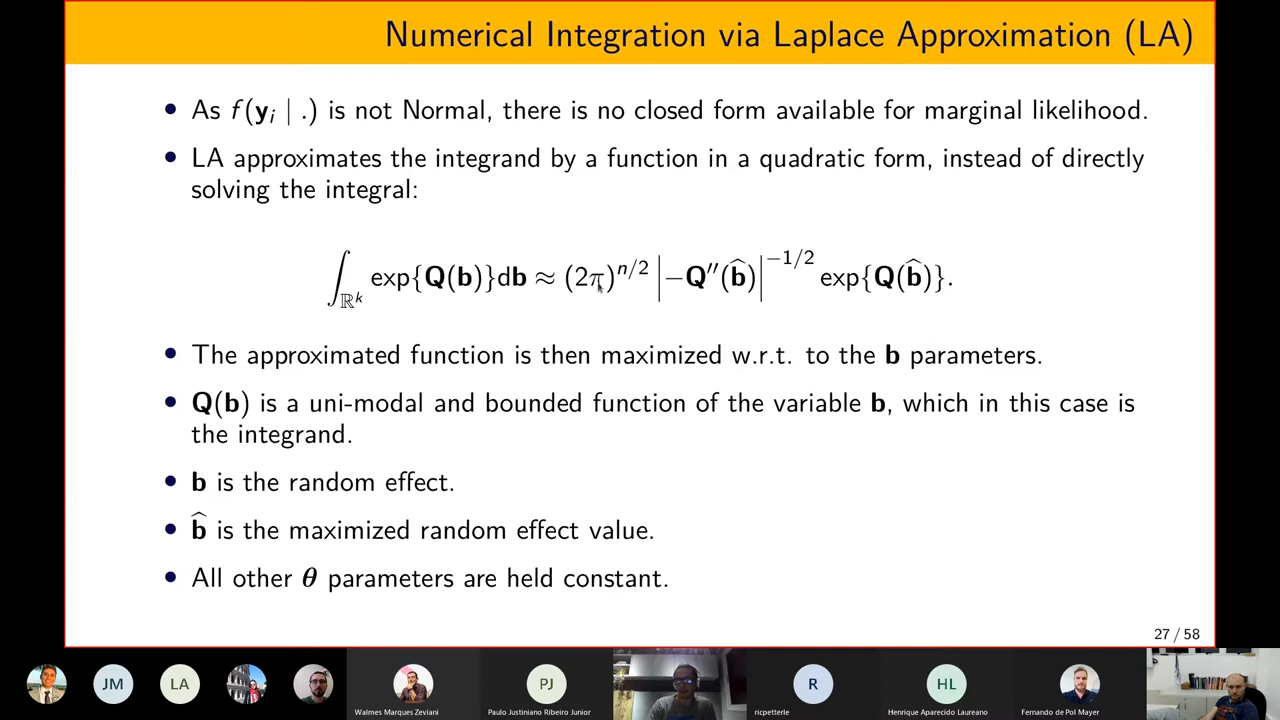 Numerical Integration via Laplace Approximation (LA)
• As f(yᵢ | .) is not Normal, there is no closed form available for marginal likelihood.
• LA approximates the integrand by a function in a quadratic form, instead of directly
solving the integral:
∫_{ℝᵏ} exp{Q(b)}db ≈ (2π)^{n/2} |−Q″(b̂)|^{−1/2} exp{Q(b̂)}.
• The approximated function is then maximized w.r.t. to the b parameters.
• Q(b) is a uni-modal and bounded function of the variable b, which in this case is
the integrand.
• b is the random effect.
• b̂ is the maximized random effect value.
• All other θ parameters are held constant.
27 / 58
JM
LA
PJ
R
HL
Walmes Marques Zeviani
Paulo Justiniano Ribeiro Junior
ricpetterle
Henrique Aparecido Laureano
Fernando de Pol Mayer